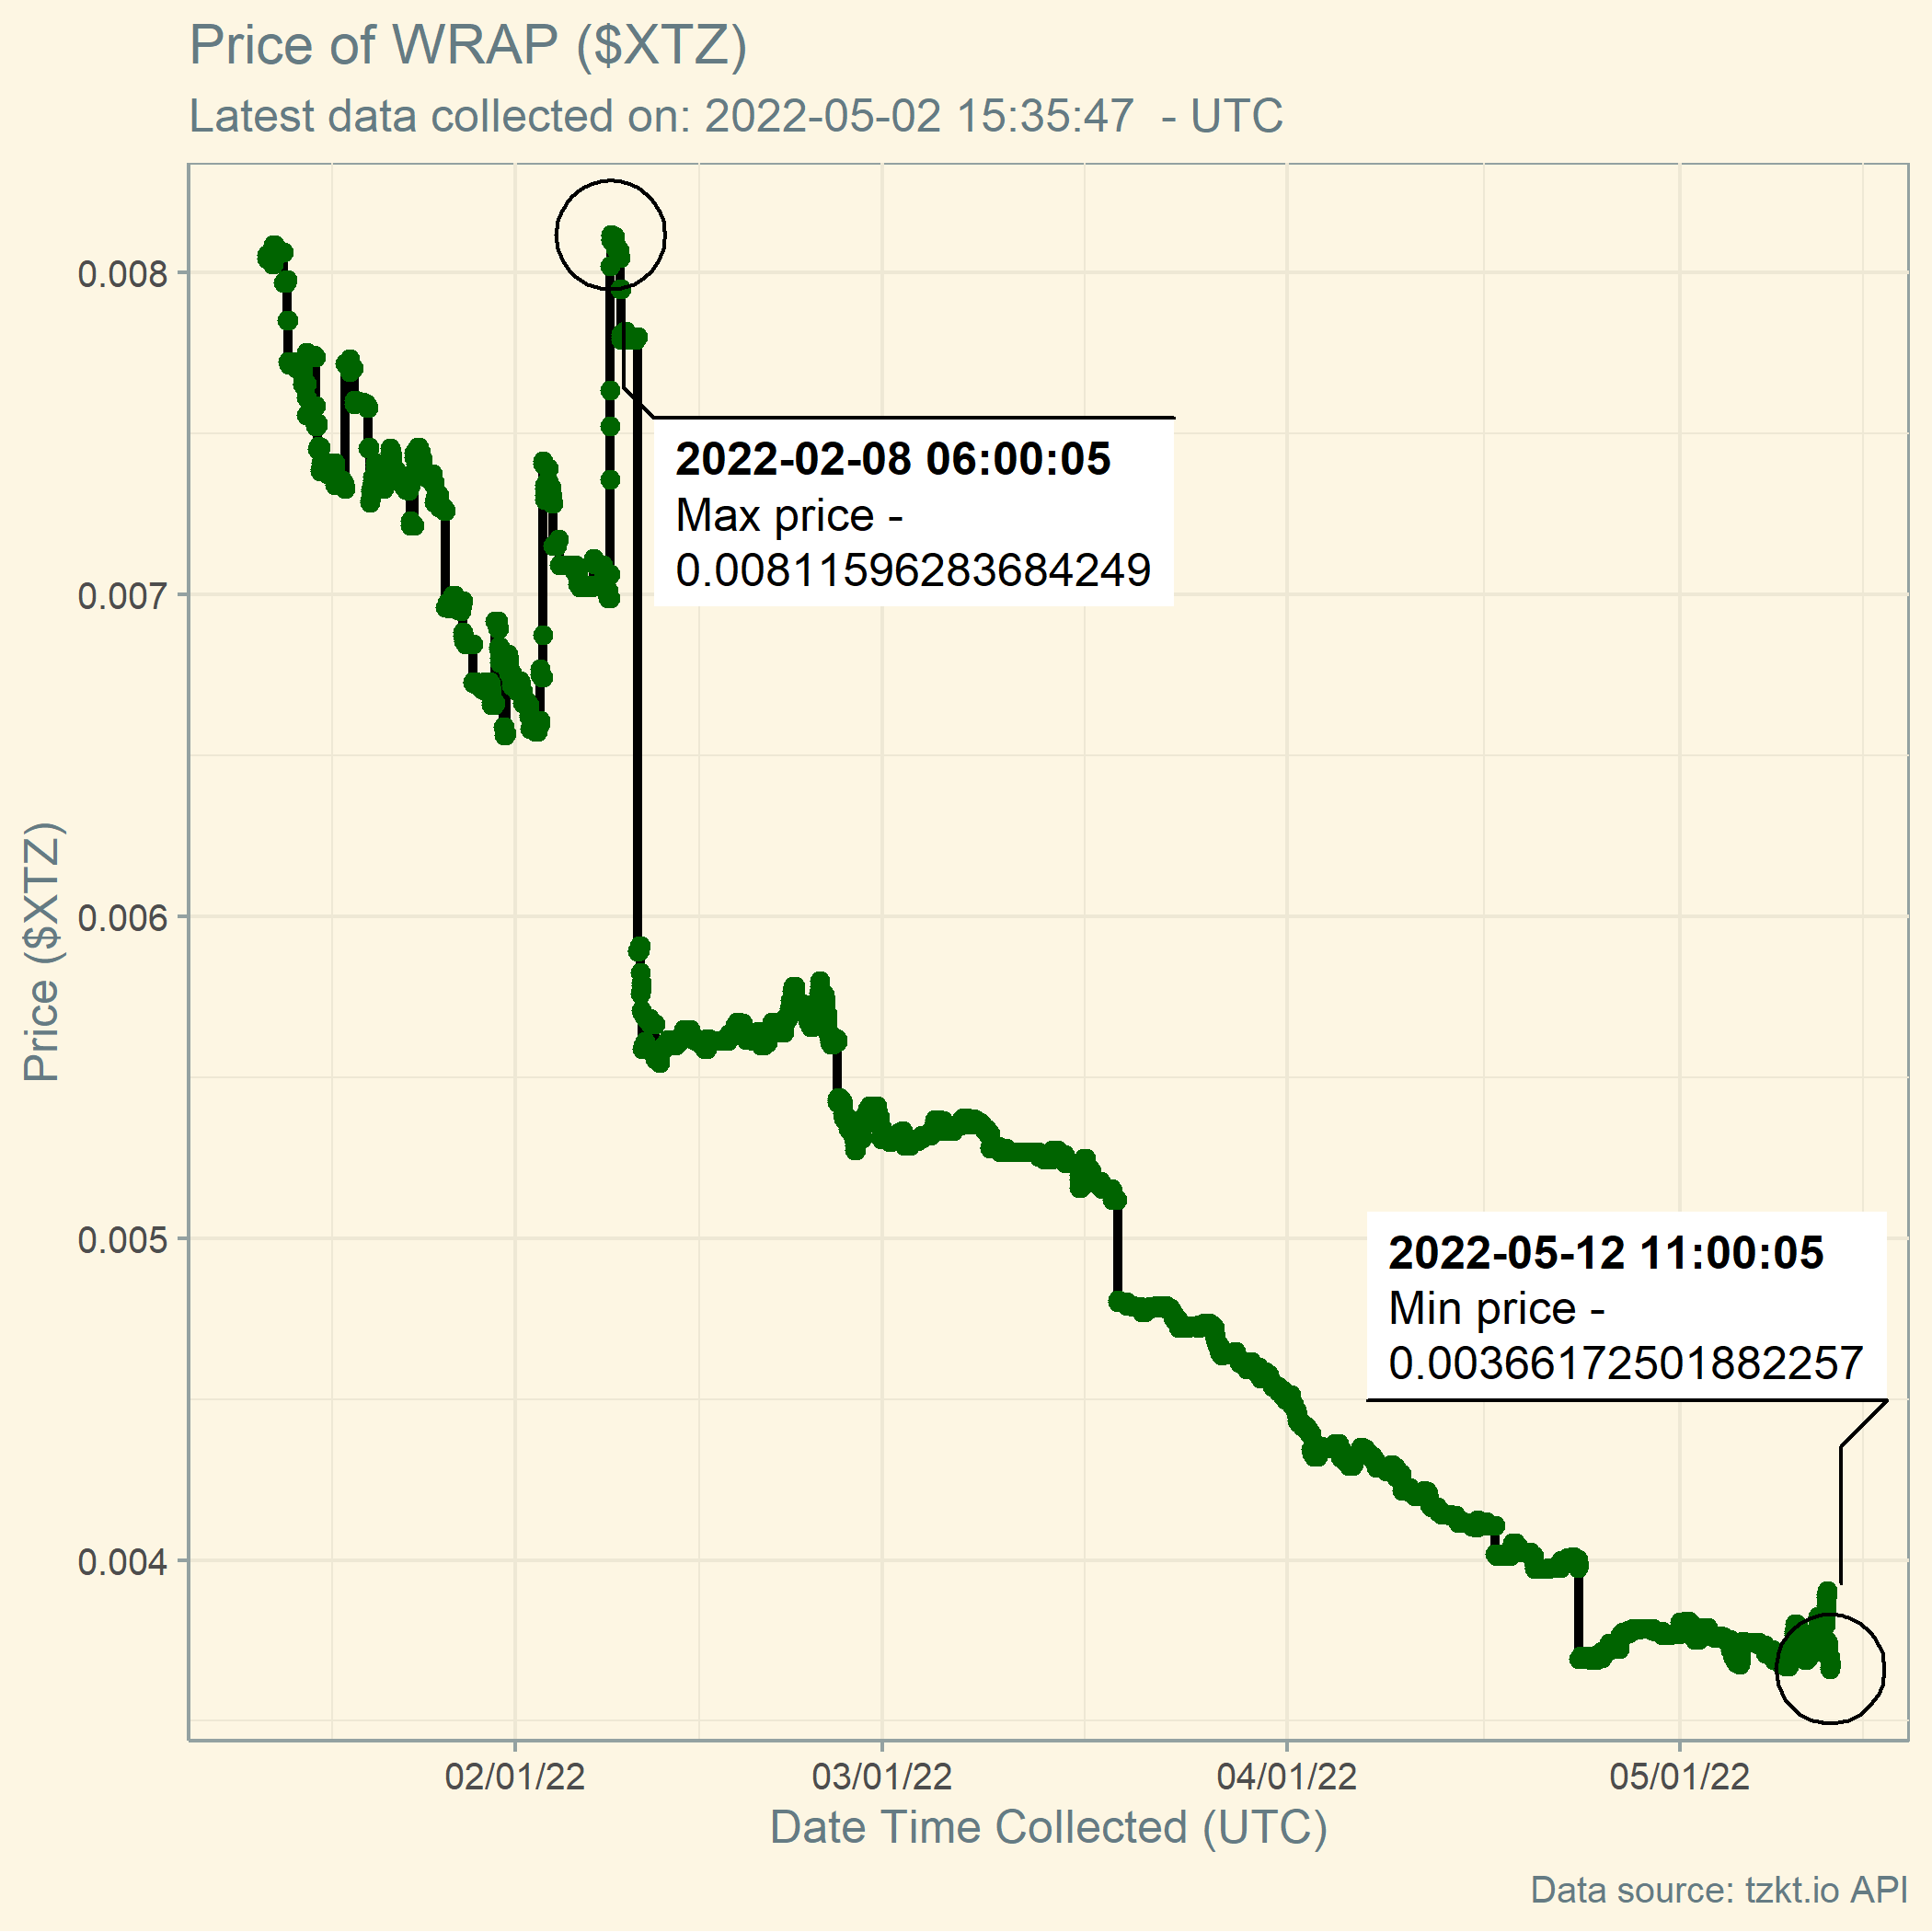 Price of WRAP ($XTZ)
Latest data collected on: 2022-05-02 15:35:47  - UTC
0.008
0.007
0.006
0.005
0.004
Price ($XTZ)
2022-02-08 06:00:05
Max price -
0.00811596283684249
2022-05-12 11:00:05
Min price -
0.00366172501882257
02/01/22
03/01/22
04/01/22
05/01/22
Date Time Collected (UTC)
Data source: tzkt.io API